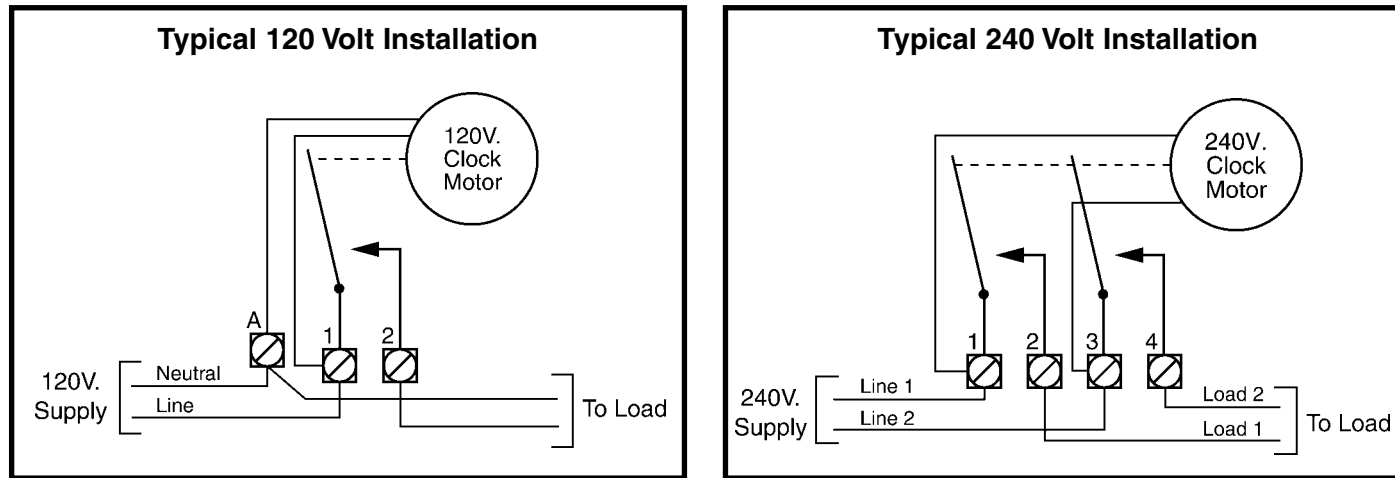 Typical 120 Volt Installation
120V.
Clock
Motor
A
1
2
120V.
Supply
Neutral
Line
To Load
Typical 240 Volt Installation
240V.
Clock
Motor
1
2
3
4
240V.
Supply
Line 1
Line 2
Load 2
Load 1
To Load